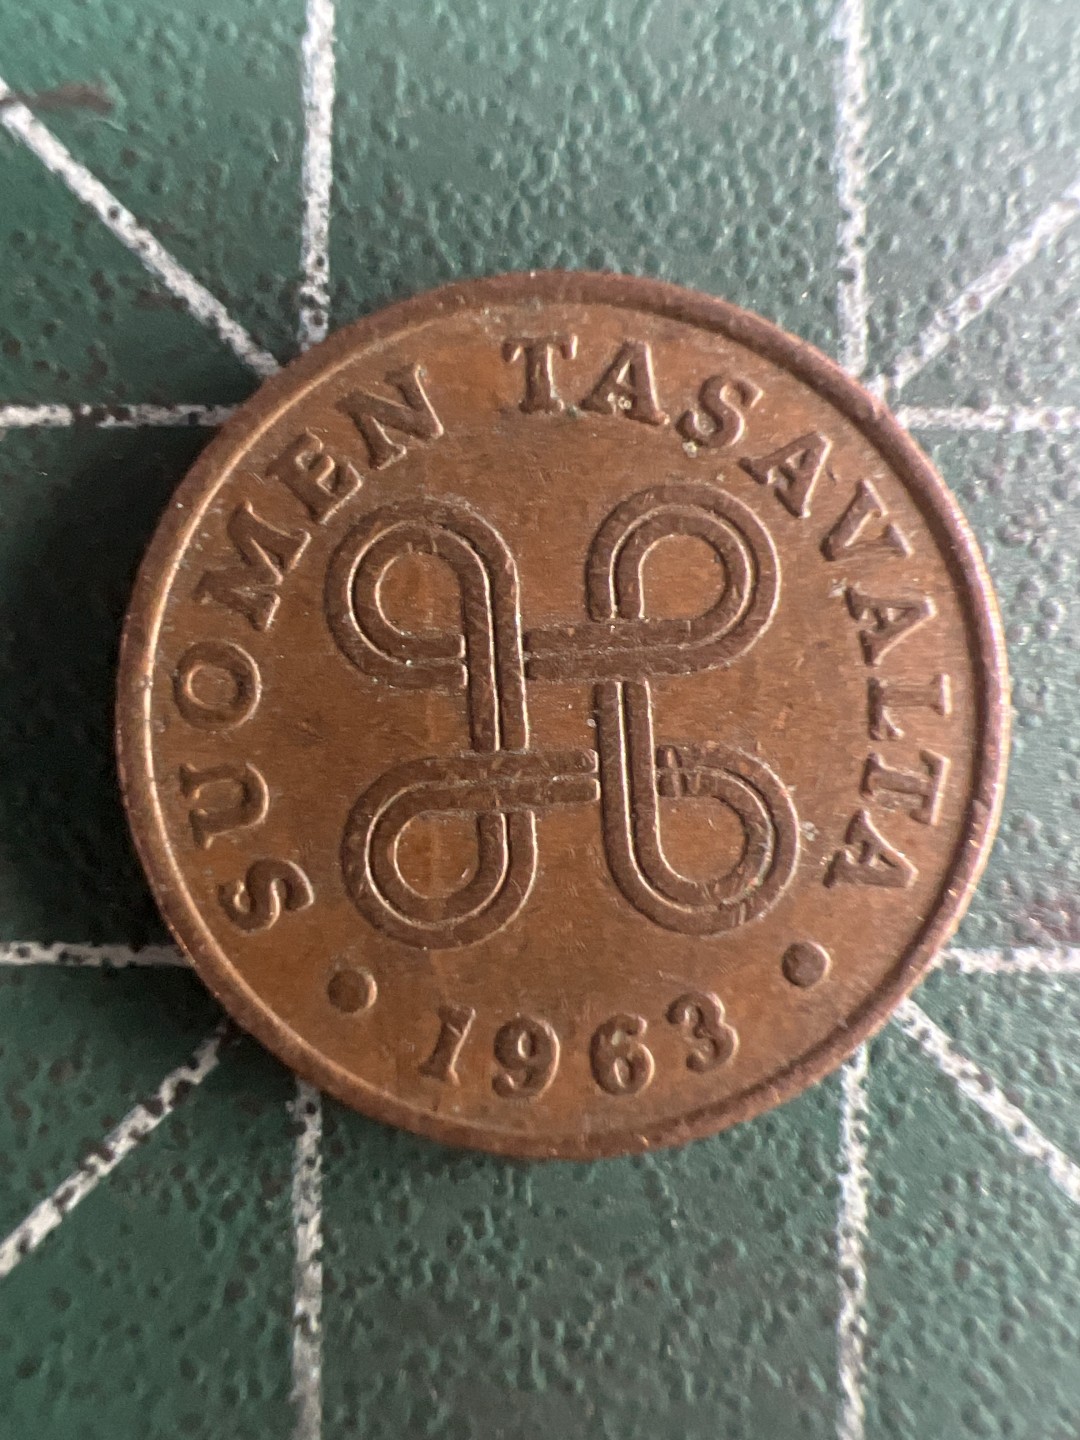 SUOMEN TASAVALTA
• 1963 •